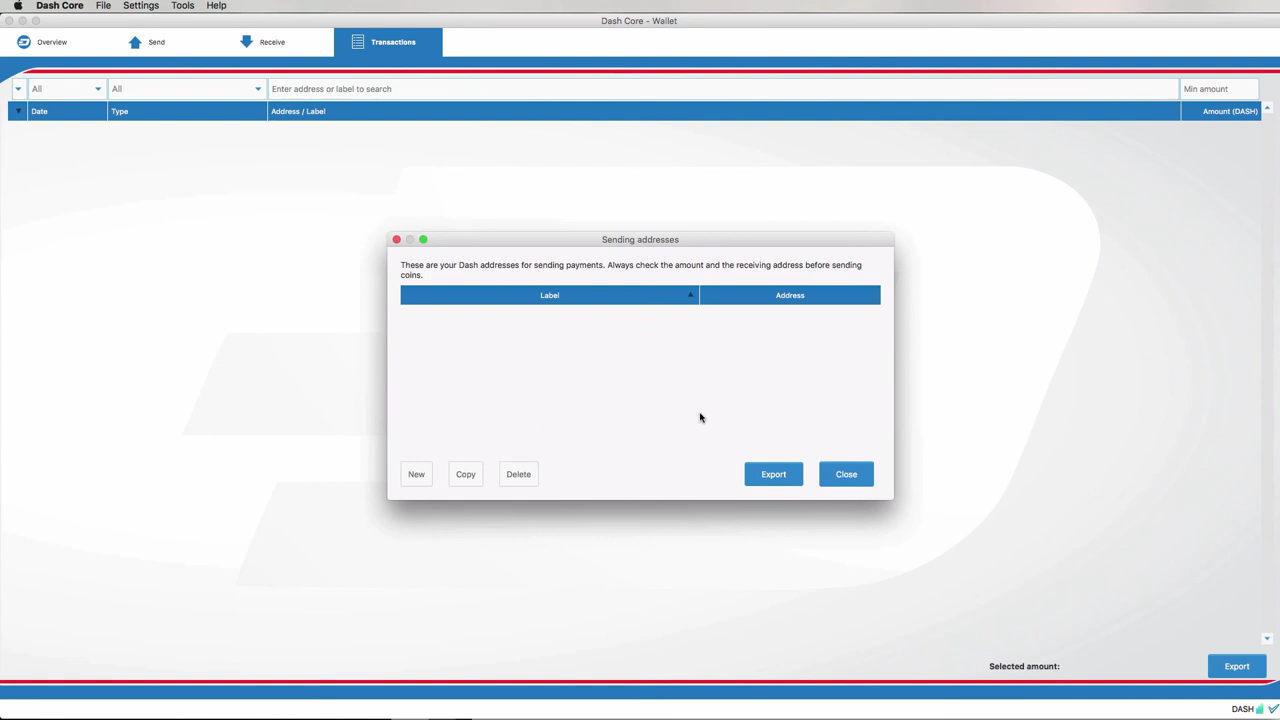 Dash Core File Settings Tools Help
Dash Core - Wallet
Overview Send Receive Transactions
All All Enter address or label to search Min amount
Date Type Address / Label Amount (DASH)
Sending addresses
These are your Dash addresses for sending payments. Always check the amount and the receiving address before sending
coins.
Label Address
New Copy Delete Export Close
Selected amount: Export
DASH